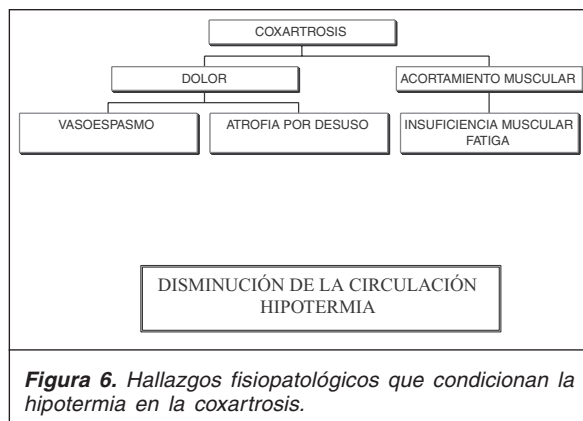 COXARTROSIS
DOLOR
ACORTAMIENTO MUSCULAR
VASOESPASMO
ATROFIA POR DESUSO
INSUFICIENCIA MUSCULAR
FATIGA
DISMINUCIÓN DE LA CIRCULACIÓN
HIPOTERMIA
Figura 6. Hallazgos fisiopatológicos que condicionan la
hipotermia en la coxartrosis.